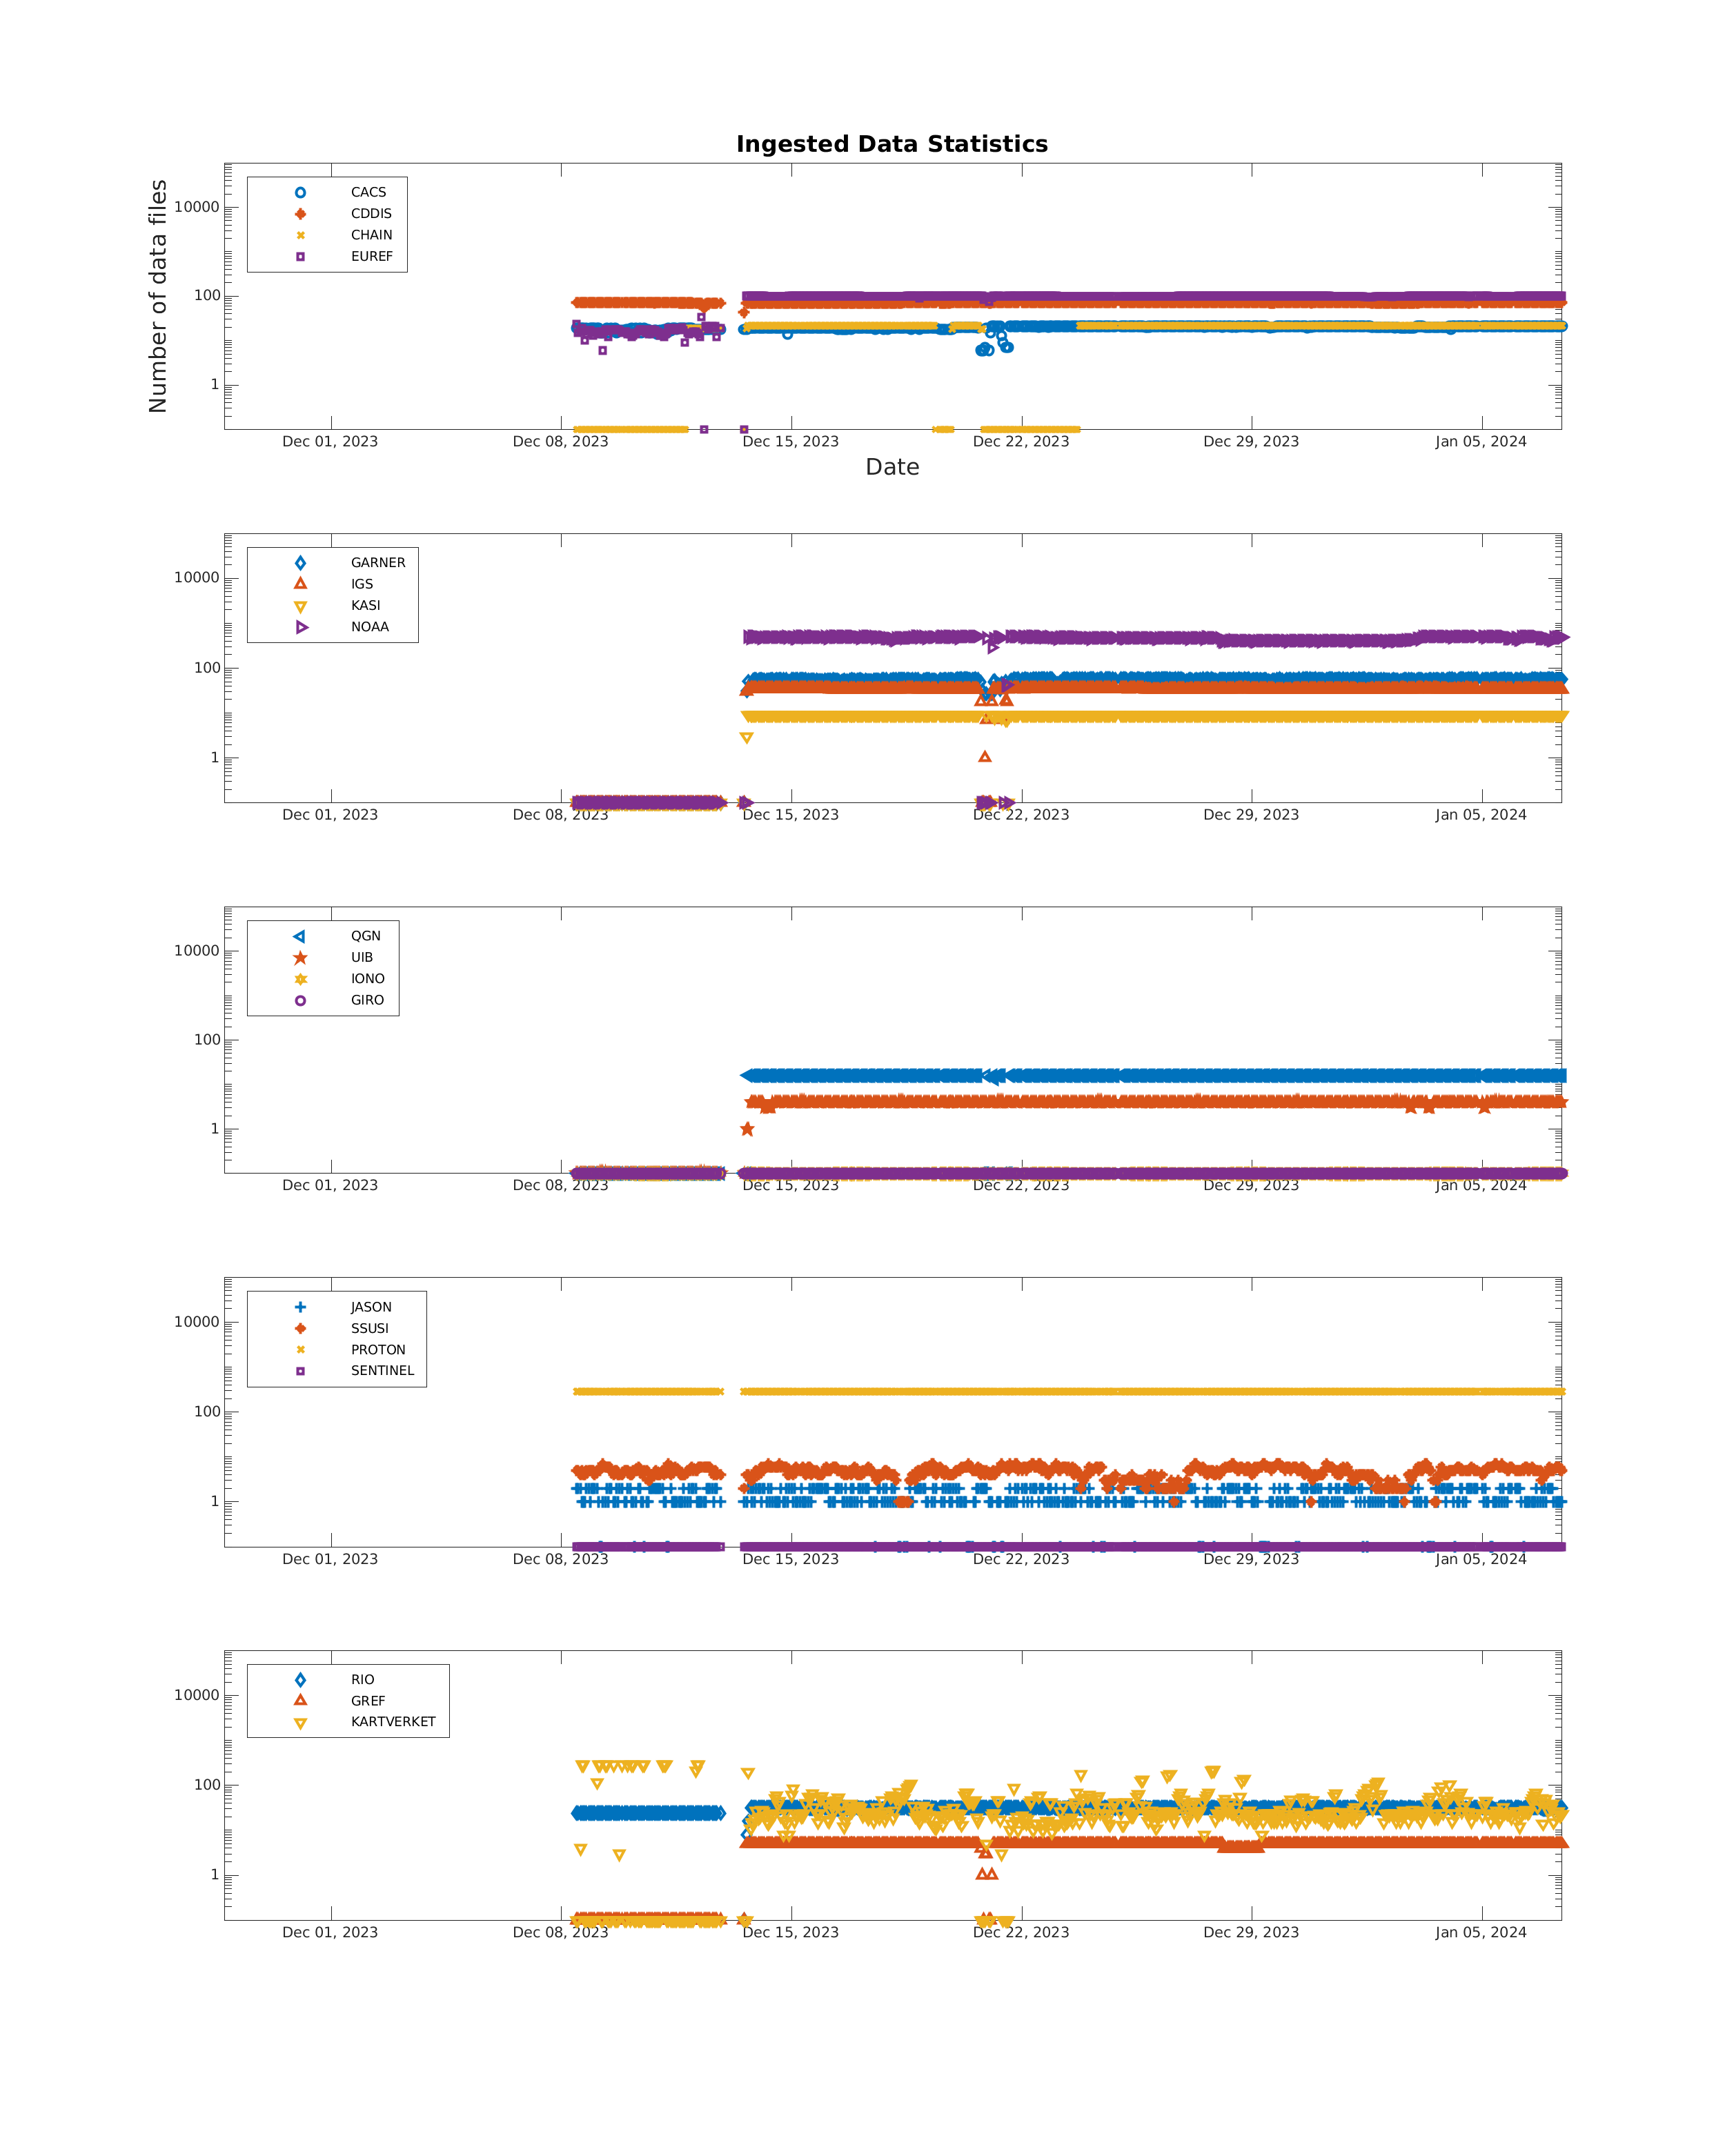 Ingested Data Statistics
Number of data files
10000
100
1
CACS
CDDIS
CHAIN
EUREF
Dec 01, 2023 Dec 08, 2023 Dec 15, 2023 Dec 22, 2023 Dec 29, 2023 Jan 05, 2024
Date
10000
100
1
GARNER
IGS
KASI
NOAA
Dec 01, 2023 Dec 08, 2023 Dec 15, 2023 Dec 22, 2023 Dec 29, 2023 Jan 05, 2024
10000
100
1
QGN
UIB
IONO
GIRO
Dec 01, 2023 Dec 08, 2023 Dec 15, 2023 Dec 22, 2023 Dec 29, 2023 Jan 05, 2024
10000
100
1
JASON
SSUSI
PROTON
SENTINEL
Dec 01, 2023 Dec 08, 2023 Dec 15, 2023 Dec 22, 2023 Dec 29, 2023 Jan 05, 2024
10000
100
1
RIO
GREF
KARTVERKET
Dec 01, 2023 Dec 08, 2023 Dec 15, 2023 Dec 22, 2023 Dec 29, 2023 Jan 05, 2024